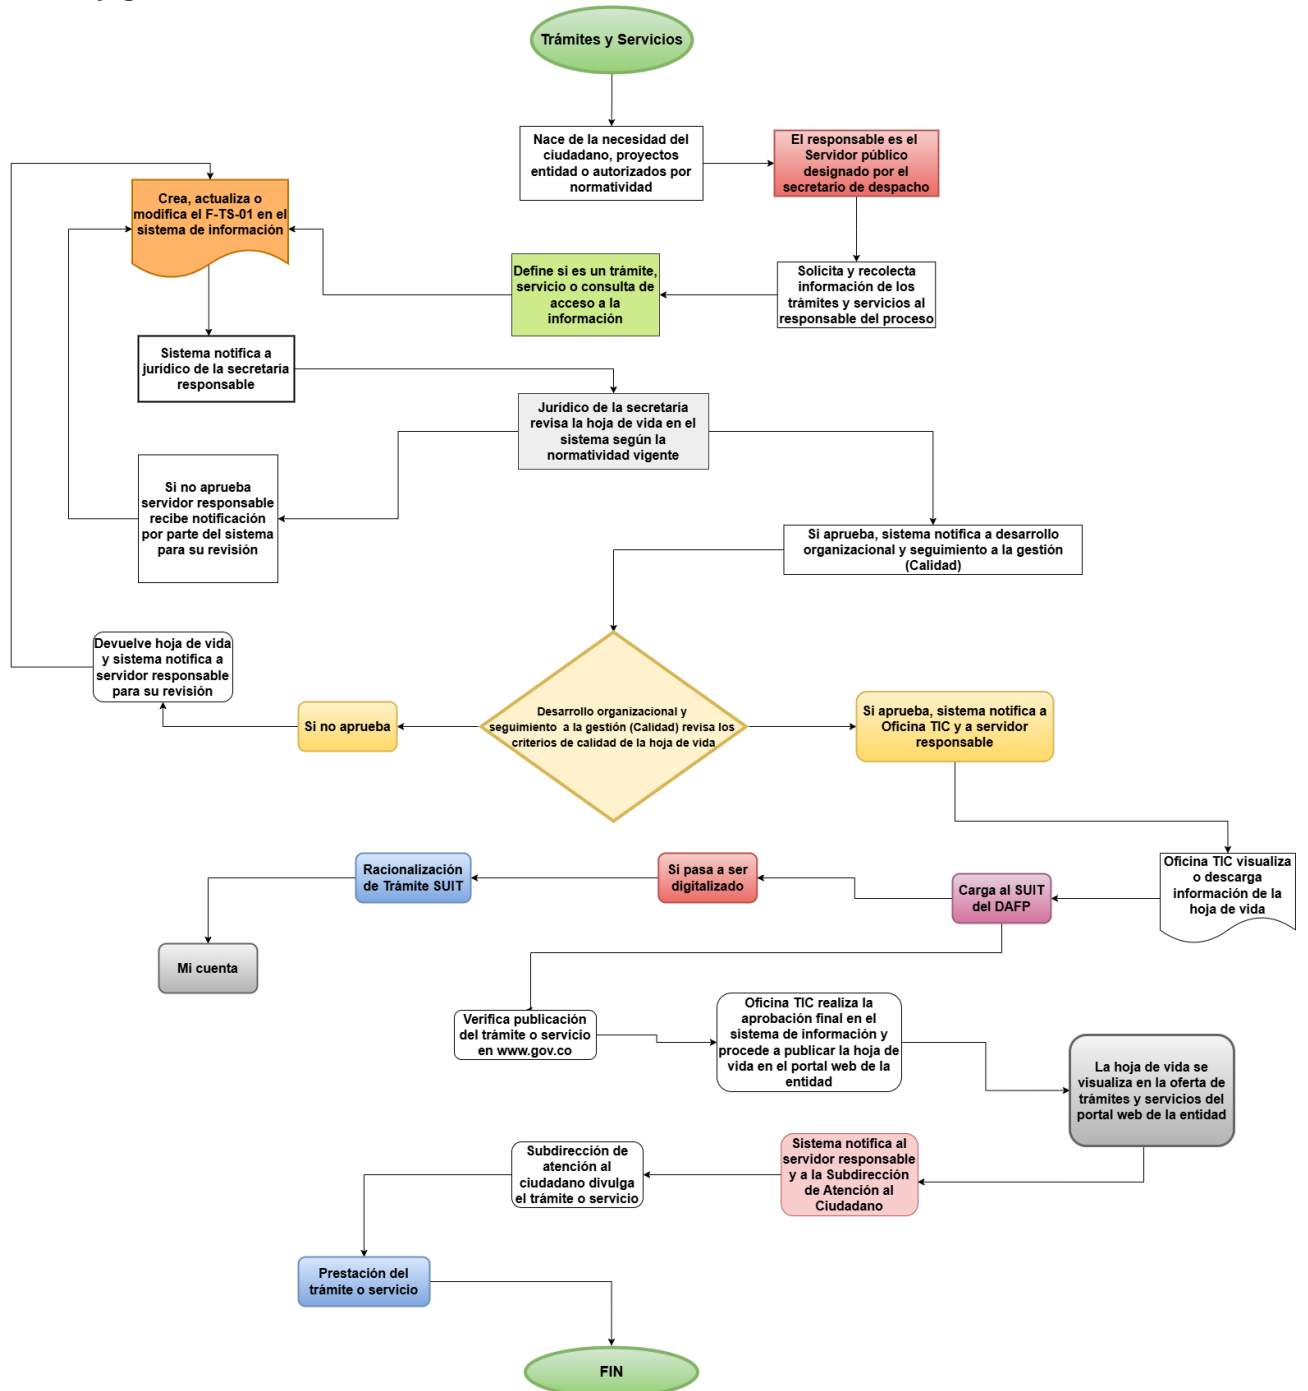 Trámites y Servicios
Nace de la necesidad del
ciudadano, proyectos
entidad o autorizados por
normatividad
El responsable es el
Servidor público
designado por el
secretario de despacho
Crea, actualiza o
modifica el F-TS-01 en el
sistema de información
Define si es un trámite,
servicio o consulta de
acceso a la
información
Solicita y recolecta
información de los
trámites y servicios al
responsable del proceso
Sistema notifica a
jurídico de la secretaría
responsable
Jurídico de la secretaría
revisa la hoja de vida en el
sistema según la
normatividad vigente
Si no aprueba
servidor responsable
recibe notificación
por parte del sistema
para su revisión
Si aprueba, sistema notifica a desarrollo
organizacional y seguimiento a la gestión
(Calidad)
Devuelve hoja de vida
y sistema notifica a
servidor responsable
para su revisión
Si no aprueba
Desarrollo organizacional y
seguimiento a la gestión (Calidad) revisa los
criterios de calidad de la hoja de vida
Si aprueba, sistema notifica a
Oficina TIC y a servidor
responsable
Oficina TIC visualiza
o descarga
información de la
hoja de vida
Carga al SUIT
del DAFP
Si pasa a ser
digitalizado
Racionalización
de Trámite SUIT
Mi cuenta
Verifica publicación
del trámite o servicio
en www.gov.co
Oficina TIC realiza la
aprobación final en el
sistema de información y
procede a publicar la hoja de
vida en el portal web de la
entidad
La hoja de vida se
visualiza en la oferta de
trámites y servicios del
portal web de la entidad
Sistema notifica al
servidor responsable
y a la Subdirección
de Atención al
Ciudadano
Subdirección de
atención al
ciudadano divulga
el trámite o servicio
Prestación del
trámite o servicio
FIN